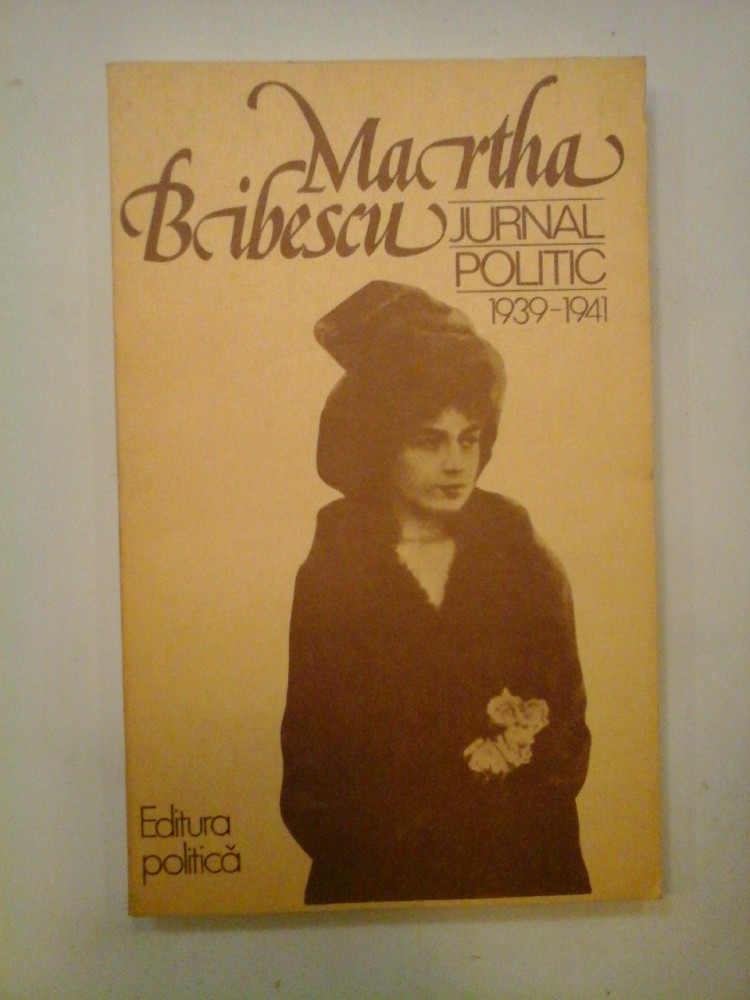 Martha
Bibescu
JURNAL
POLITIC
1939-1941
Editura
politică